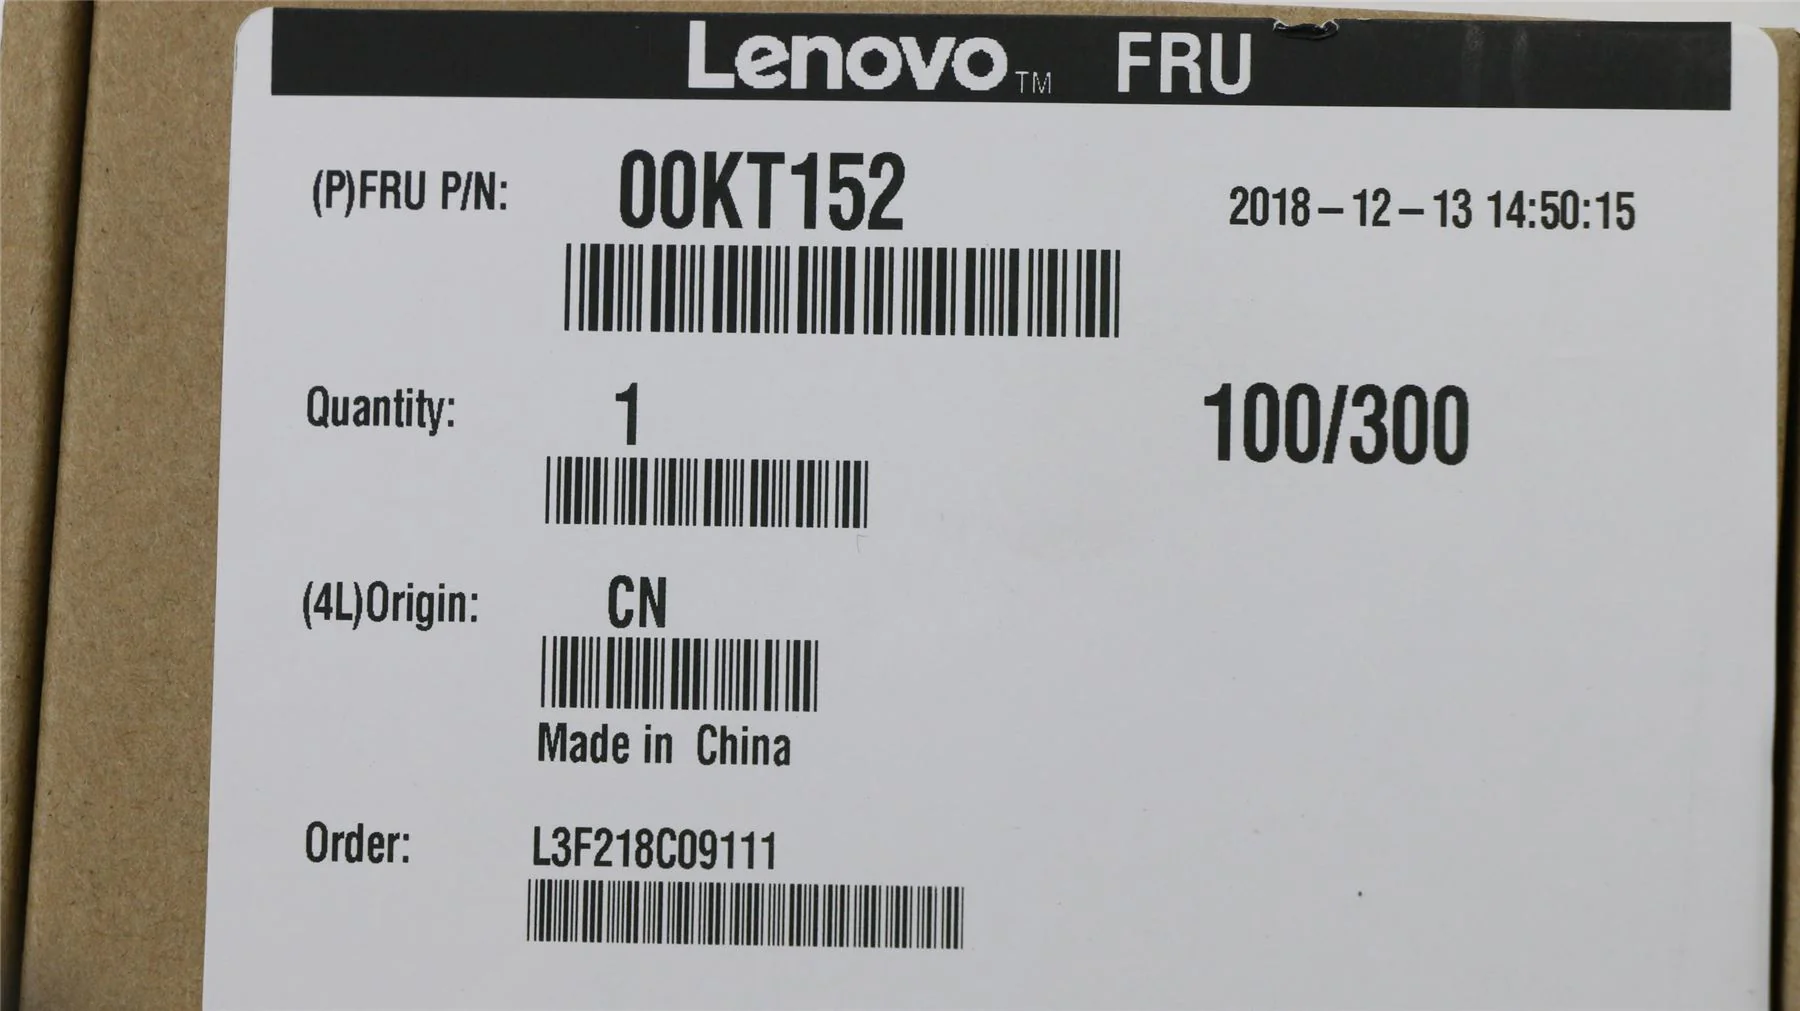 Lenovo™ FRU
(P)FRU P/N: 00KT152 2018-12-13 14:50:15
Quantity: 1 100/300
(4L)Origin: CN
Made in China
Order: L3F218C09111